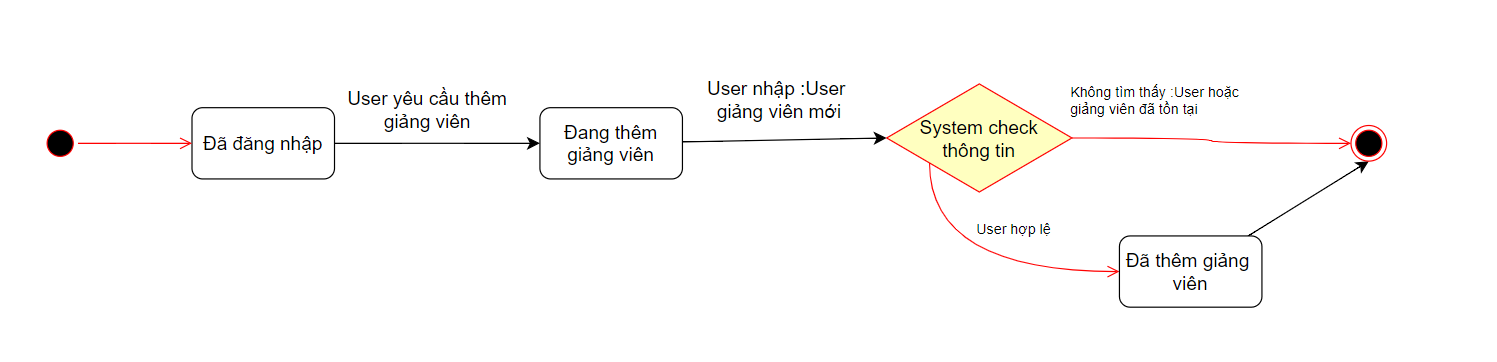 Đã đăng nhập
User yêu cầu thêm
giảng viên
Đang thêm
giảng viên
User nhập :User
giảng viên mới
System check
thông tin
Không tìm thấy :User hoặc
giảng viên đã tồn tại
User hợp lệ
Đã thêm giảng
viên